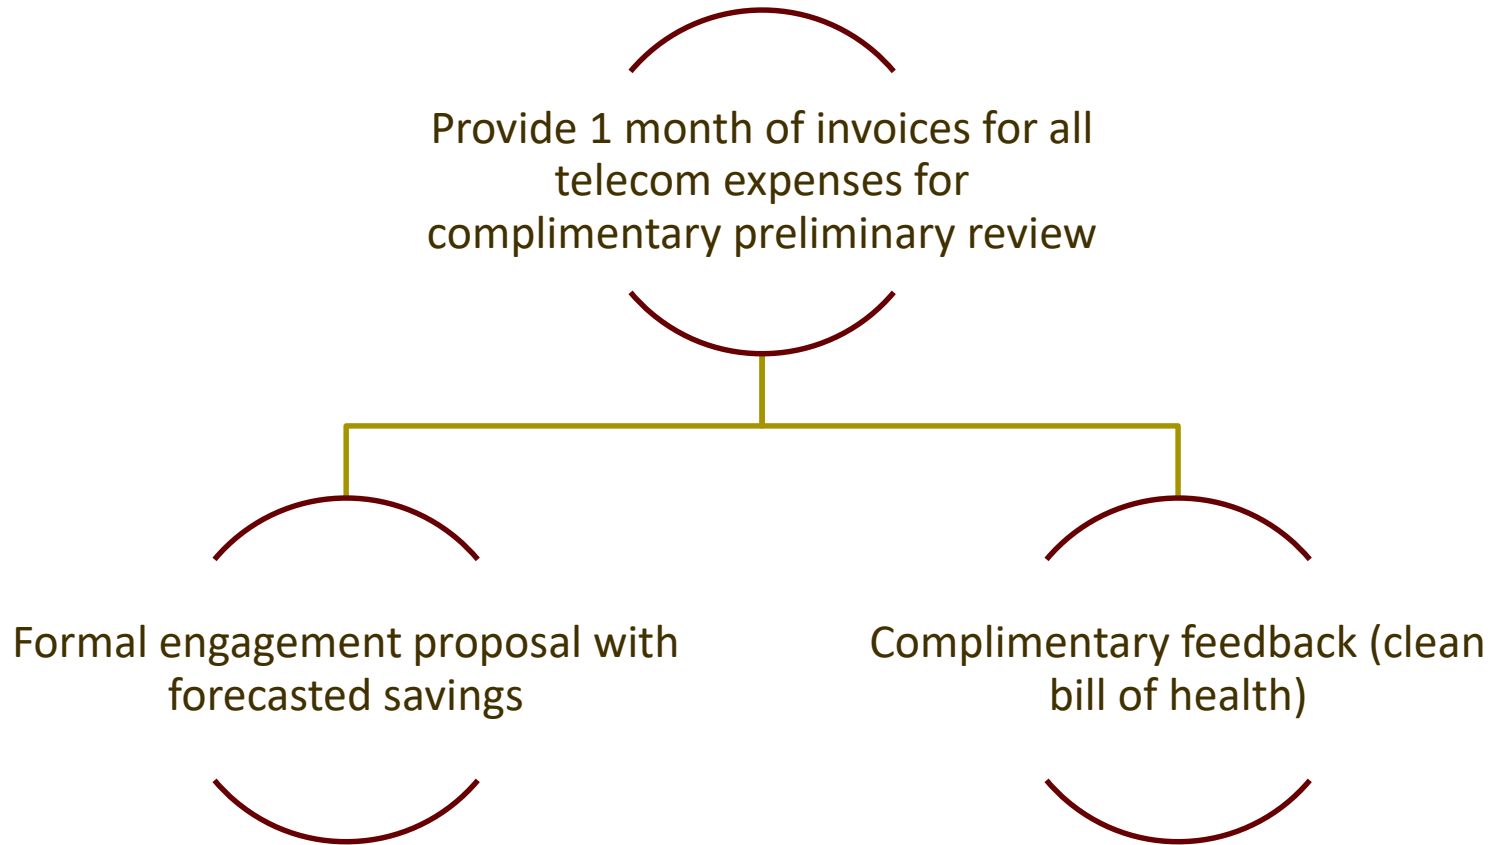 Provide 1 month of invoices for all
telecom expenses for
complimentary preliminary review
Formal engagement proposal with
forecasted savings
Complimentary feedback (clean
bill of health)